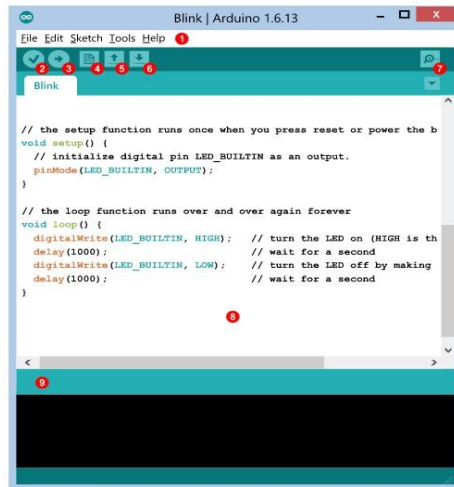 Blink | Arduino 1.6.13
File Edit Sketch Tools Help 1
2 3 4 5 6 7
Blink
// the setup function runs once when you press reset or power the b
void setup() {
// initialize digital pin LED_BUILTIN as an output.
pinMode(LED_BUILTIN, OUTPUT);
}
// the loop function runs over and over again forever
void loop() {
digitalWrite(LED_BUILTIN, HIGH); // turn the LED on (HIGH is th
delay(1000); // wait for a second
digitalWrite(LED_BUILTIN, LOW); // turn the LED off by making
delay(1000); // wait for a second
}
8
9